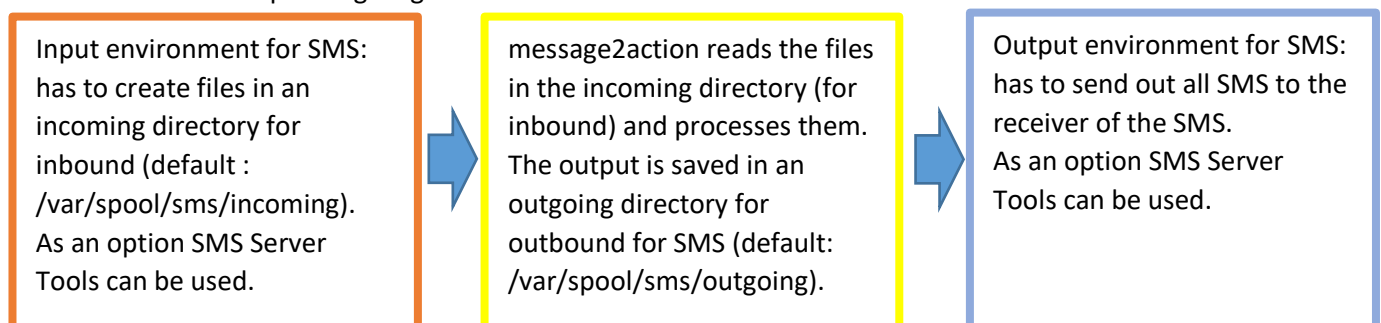 Input environment for SMS:
has to create files in an
incoming directory for
inbound (default :
/var/spool/sms/incoming).
As an option SMS Server
Tools can be used.
message2action reads the files
in the incoming directory (for
inbound) and processes them.
The output is saved in an
outgoing directory for
outbound for SMS (default:
/var/spool/sms/outgoing).
Output environment for SMS:
has to send out all SMS to the
receiver of the SMS.
As an option SMS Server
Tools can be used.